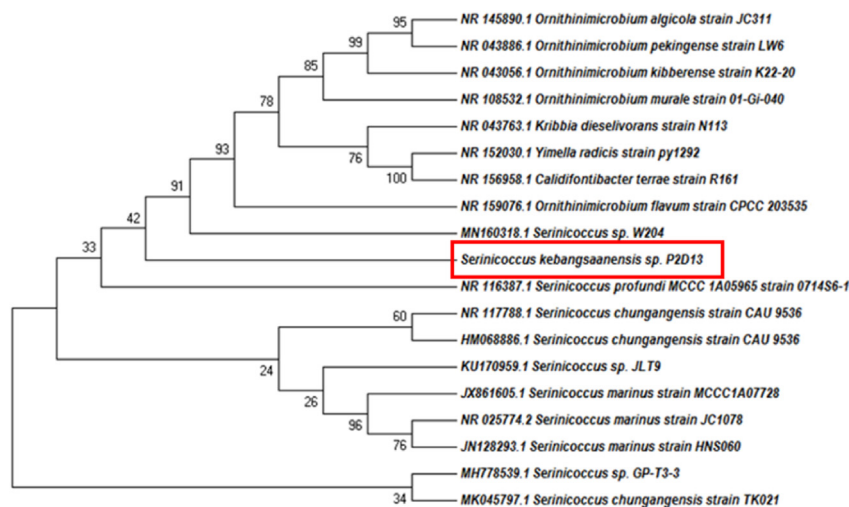 95
NR 145890.1 Ornithinimicrobium algicola strain JC311
99
NR 043886.1 Ornithinimicrobium pekingense strain LW6
85
NR 043056.1 Ornithinimicrobium kibberense strain K22-20
78
NR 108532.1 Ornithinimicrobium murale strain 01-Gi-040
NR 043763.1 Kribbia dieselivorans strain N113
93
76
NR 152030.1 Yimella radicis strain py1292
91
100
NR 156958.1 Calidifontibacter terrae strain R161
NR 159076.1 Ornithinimicrobium flavum strain CPCC 203535
42
MN160318.1 Serinicoccus sp. W204
33
Serinicoccus kebangsaanensis sp. P2D13
NR 116387.1 Serinicoccus profundi MCCC 1A05965 strain 0714S6-1
60
NR 117788.1 Serinicoccus chungangensis strain CAU 9536
HM068886.1 Serinicoccus chungangensis strain CAU 9536
24
KU170959.1 Serinicoccus sp. JLT9
26
JX861605.1 Serinicoccus marinus strain MCCC1A07728
96
NR 025774.2 Serinicoccus marinus strain JC1078
76
JN128293.1 Serinicoccus marinus strain HNS060
MH778539.1 Serinicoccus sp. GP-T3-3
34
MK045797.1 Serinicoccus chungangensis strain TK021